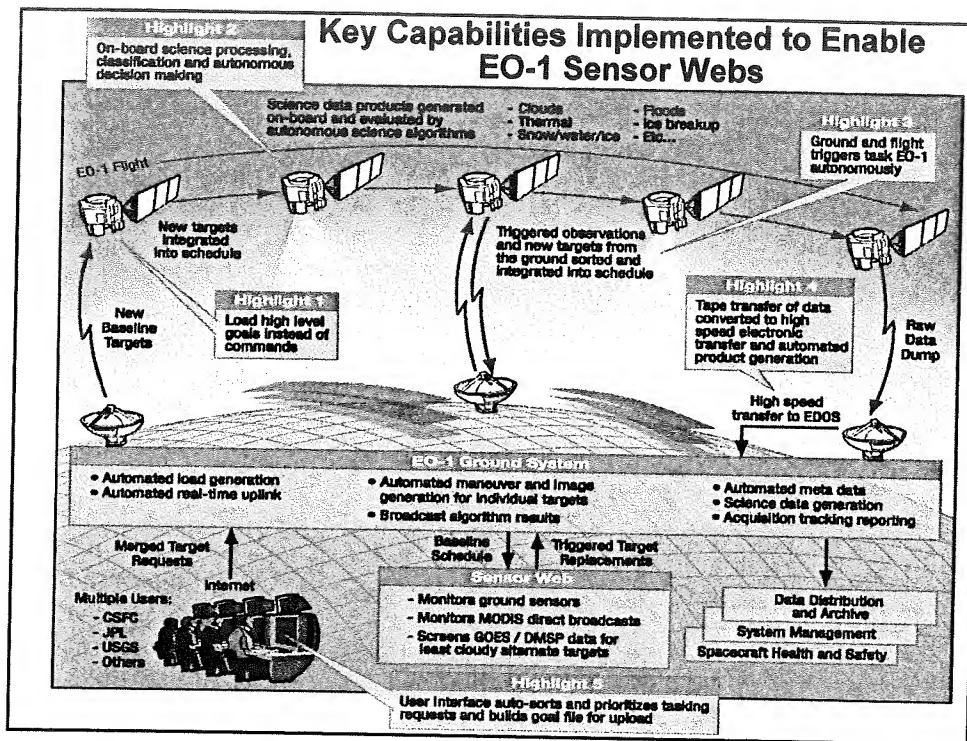 Key Capabilities Implemented to Enable
EO-1 Sensor Webs
Highlight 2
On-board science processing,
classification and autonomous
decision making
Science data products generated
on-board and evaluated by
autonomous science algorithms
- Clouds
- Thermal
- Snow/water/ice
- Floods
- Ice breakup
- Etc...
Highlight 3
Ground and flight
triggers task EO-1
autonomously
EO-1 Flight
New targets
integrated
into schedule
Triggered observations
and new targets from
the ground sorted and
integrated into schedule
Highlight 1
Load high level
goals instead of
commands
Highlight 4
Tape transfer of data
converted to high
speed electronic
transfer and automated
product generation
New
Baseline
Targets
Raw
Data
Dump
High speed
transfer to EDOS
EO-1 Ground System
• Automated load generation
• Automated real-time uplink
• Automated maneuver and image
generation for individual targets
• Broadcast algorithm results
• Automated meta data
• Science data generation
• Acquisition tracking reporting
Merged Target
Requests
Internet
Baseline
Schedule
Triggered Target
Replacements
Multiple Users:
- GSFC
- JPL
- USGS
- Others
Sensor Web
- Monitors ground sensors
- Monitors MODIS direct broadcasts
- Screens GOES / DMSP data for
least cloudy alternate targets
Data Distribution
and Archive
System Management
Spacecraft Health and Safety
Highlight 5
User Interface auto-sorts and prioritizes tasking
requests and builds goal file for upload